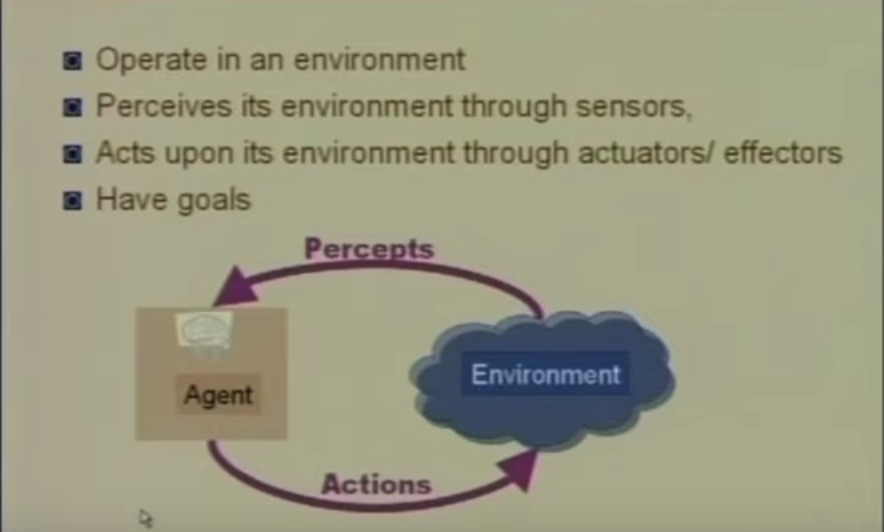 Operate in an environment
Perceives its environment through sensors,
Acts upon its environment through actuators/ effectors
Have goals
Percepts
Agent
Environment
Actions